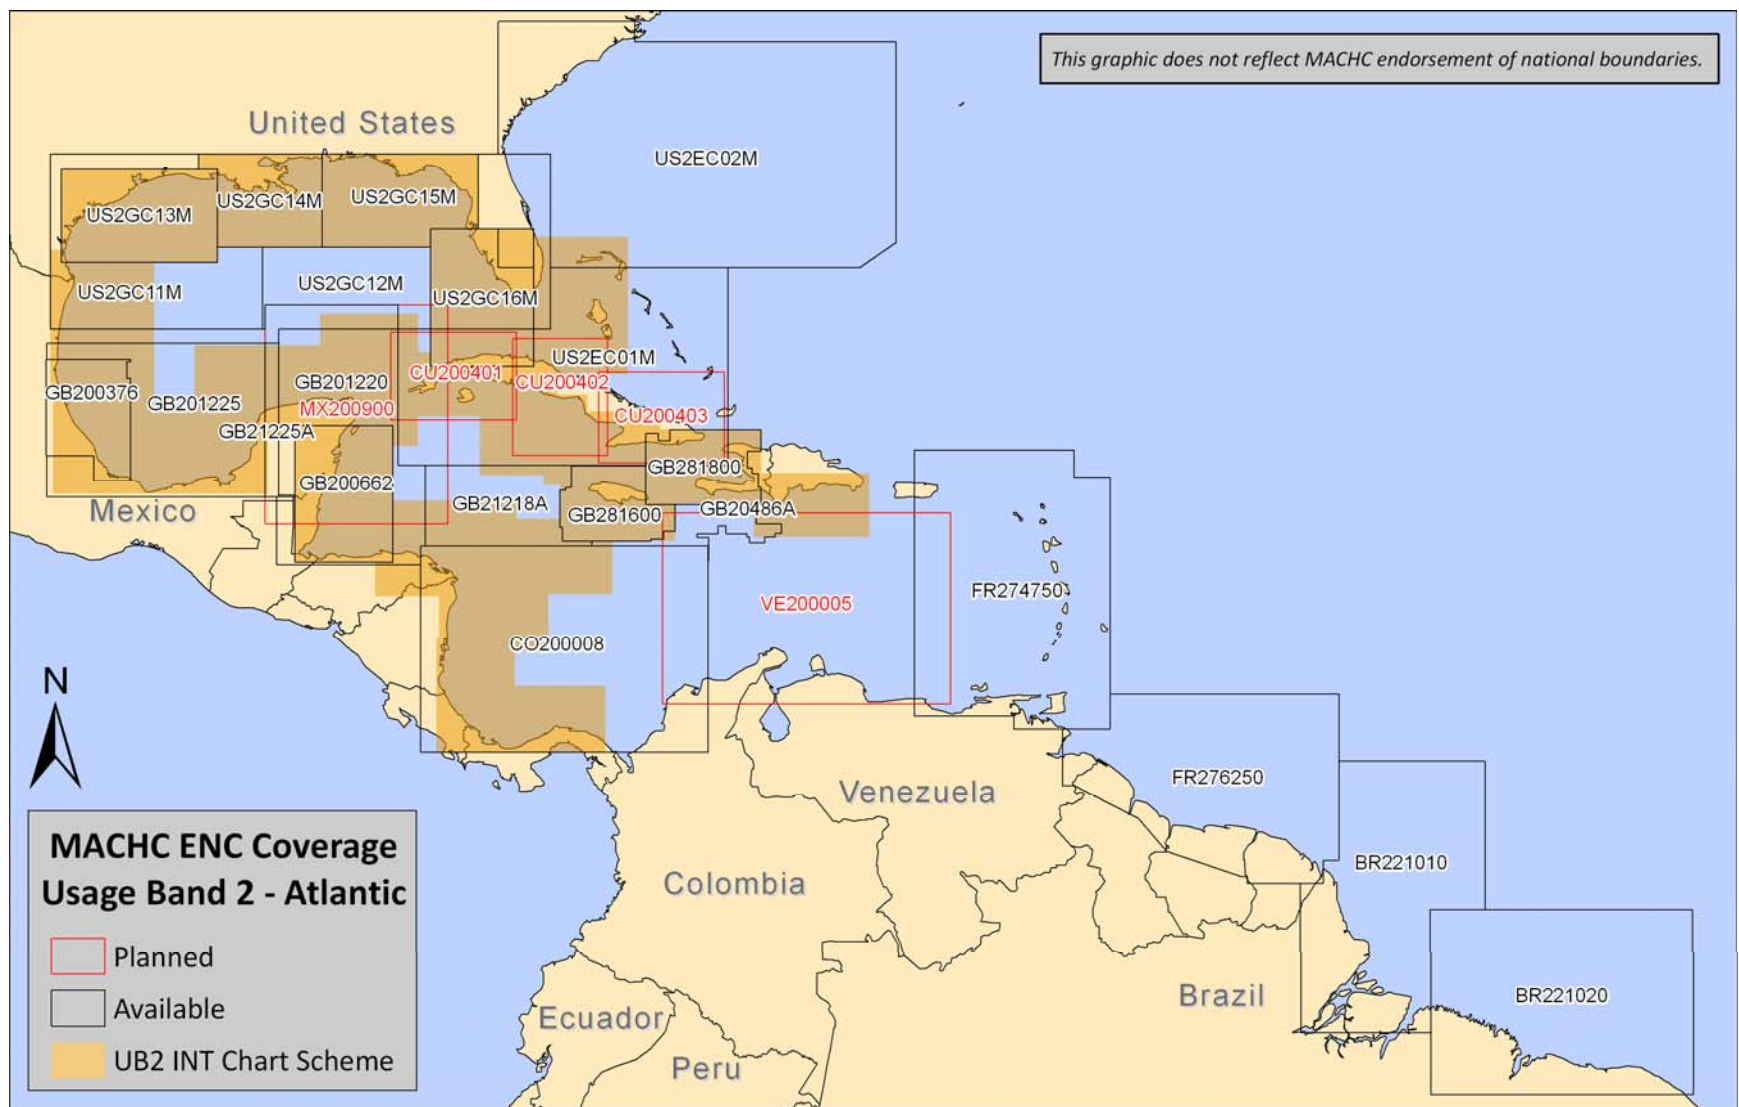 This graphic does not reflect MACHC endorsement of national boundaries.
United States
US2EC02M
US2GC13M
US2GC14M
US2GC15M
US2GC11M
US2GC12M
US2GC16M
US2EC01M
GB200376
GB201225
GB201220
CU200401
CU200402
MX200900
CU200403
GB21225A
GB281800
GB200662
GB21218A
GB281600
GB20486A
Mexico
FR274750
VE200005
CO200008
N
FR276250
Venezuela
BR221010
Colombia
Brazil
BR221020
Ecuador
Peru
MACHC ENC Coverage
Usage Band 2 - Atlantic
Planned
Available
UB2 INT Chart Scheme